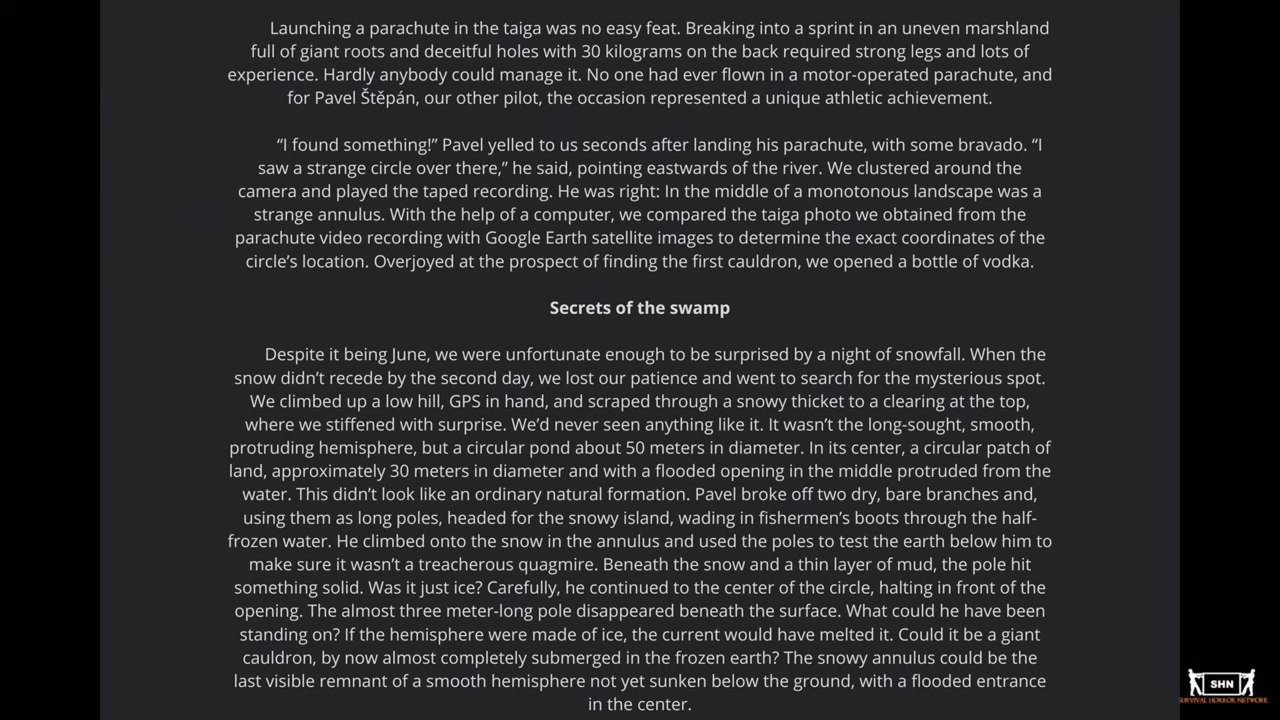 Launching a parachute in the taiga was no easy feat. Breaking into a sprint in an uneven marshland
full of giant roots and deceitful holes with 30 kilograms on the back required strong legs and lots of
experience. Hardly anybody could manage it. No one had ever flown in a motor-operated parachute, and
for Pavel Štěpán, our other pilot, the occasion represented a unique athletic achievement.
“I found something!” Pavel yelled to us seconds after landing his parachute, with some bravado. “I
saw a strange circle over there,” he said, pointing eastwards of the river. We clustered around the
camera and played the taped recording. He was right: In the middle of a monotonous landscape was a
strange annulus. With the help of a computer, we compared the taiga photo we obtained from the
parachute video recording with Google Earth satellite images to determine the exact coordinates of the
circle’s location. Overjoyed at the prospect of finding the first cauldron, we opened a bottle of vodka.
Secrets of the swamp
Despite it being June, we were unfortunate enough to be surprised by a night of snowfall. When the
snow didn’t recede by the second day, we lost our patience and went to search for the mysterious spot.
We climbed up a low hill, GPS in hand, and scraped through a snowy thicket to a clearing at the top,
where we stiffened with surprise. We’d never seen anything like it. It wasn’t the long-sought, smooth,
protruding hemisphere, but a circular pond about 50 meters in diameter. In its center, a circular patch of
land, approximately 30 meters in diameter and with a flooded opening in the middle protruded from the
water. This didn’t look like an ordinary natural formation. Pavel broke off two dry, bare branches and,
using them as long poles, headed for the snowy island, wading in fishermen’s boots through the half-
frozen water. He climbed onto the snow in the annulus and used the poles to test the earth below him to
make sure it wasn’t a treacherous quagmire. Beneath the snow and a thin layer of mud, the pole hit
something solid. Was it just ice? Carefully, he continued to the center of the circle, halting in front of the
opening. The almost three meter-long pole disappeared beneath the surface. What could he have been
standing on? If the hemisphere were made of ice, the current would have melted it. Could it be a giant
cauldron, by now almost completely submerged in the frozen earth? The snowy annulus could be the
last visible remnant of a smooth hemisphere not yet sunken below the ground, with a flooded entrance
in the center.
SHN
SURVIVAL HORROR NETWORK